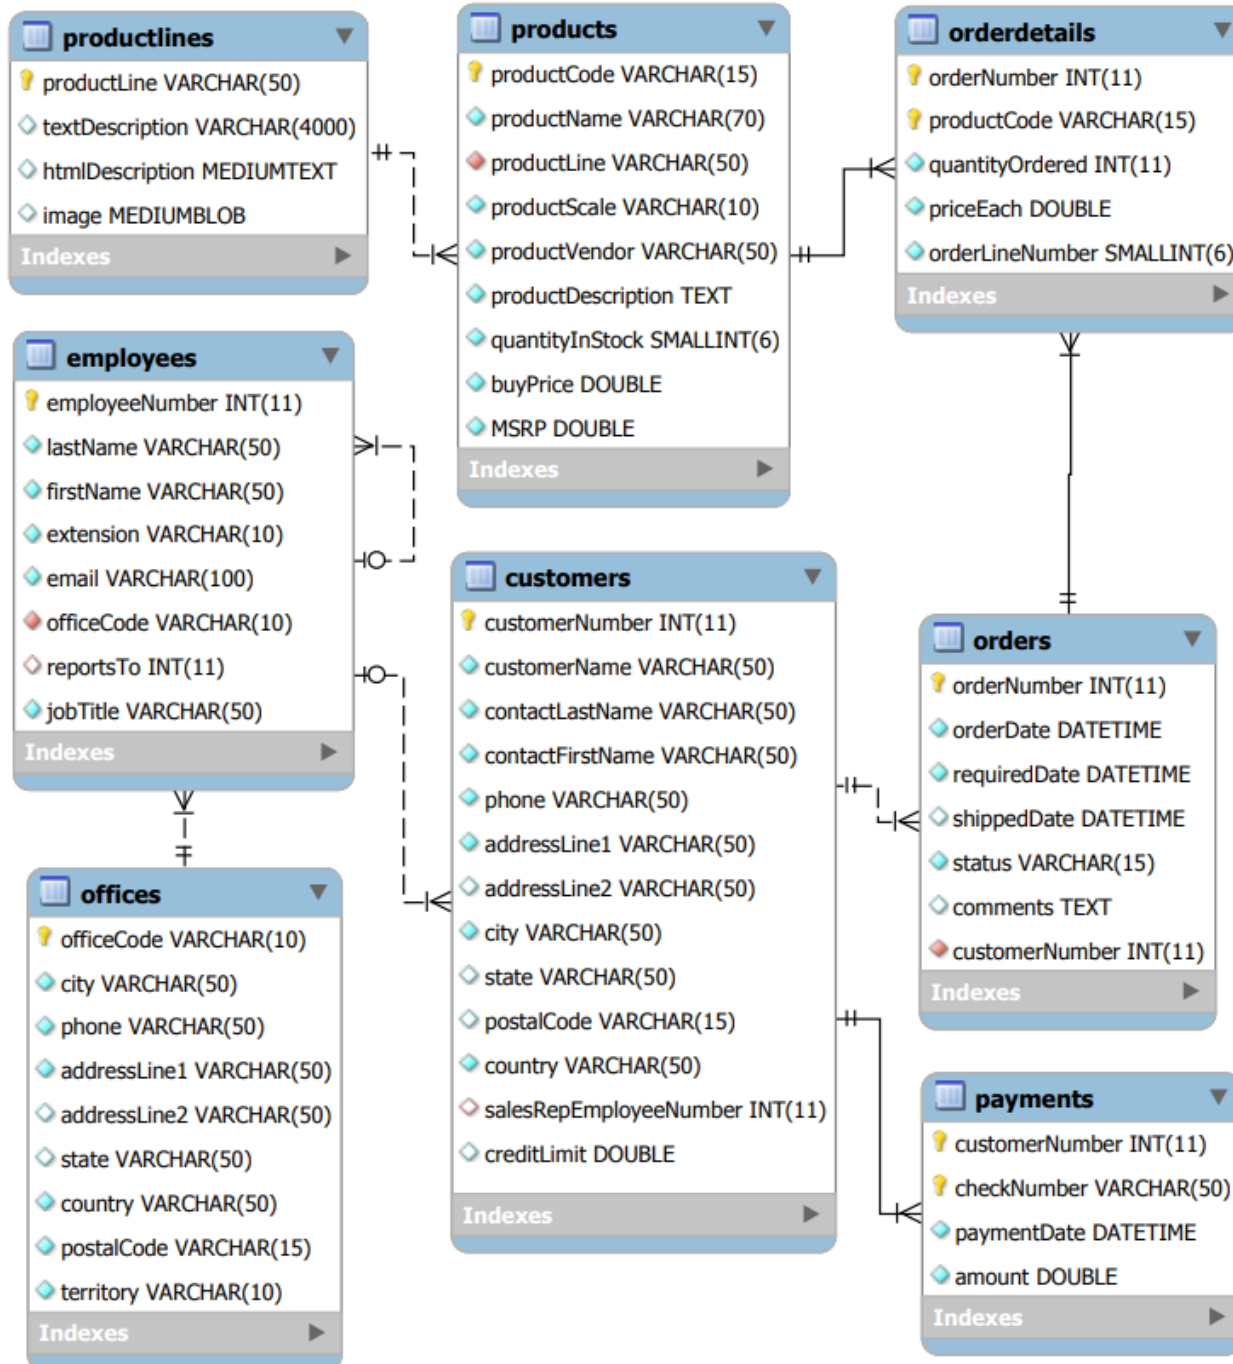 productlines
productLine VARCHAR(50)
textDescription VARCHAR(4000)
htmlDescription MEDIUMTEXT
image MEDIUMBLOB
Indexes
products
productCode VARCHAR(15)
productName VARCHAR(70)
productLine VARCHAR(50)
productScale VARCHAR(10)
productVendor VARCHAR(50)
productDescription TEXT
quantityInStock SMALLINT(6)
buyPrice DOUBLE
MSRP DOUBLE
Indexes
orderdetails
orderNumber INT(11)
productCode VARCHAR(15)
quantityOrdered INT(11)
priceEach DOUBLE
orderLineNumber SMALLINT(6)
Indexes
employees
employeeNumber INT(11)
lastName VARCHAR(50)
firstName VARCHAR(50)
extension VARCHAR(10)
email VARCHAR(100)
officeCode VARCHAR(10)
reportsTo INT(11)
jobTitle VARCHAR(50)
Indexes
customers
customerNumber INT(11)
customerName VARCHAR(50)
contactLastName VARCHAR(50)
contactFirstName VARCHAR(50)
phone VARCHAR(50)
addressLine1 VARCHAR(50)
addressLine2 VARCHAR(50)
city VARCHAR(50)
state VARCHAR(50)
postalCode VARCHAR(15)
country VARCHAR(50)
salesRepEmployeeNumber INT(11)
creditLimit DOUBLE
Indexes
orders
orderNumber INT(11)
orderDate DATETIME
requiredDate DATETIME
shippedDate DATETIME
status VARCHAR(15)
comments TEXT
customerNumber INT(11)
Indexes
offices
officeCode VARCHAR(10)
city VARCHAR(50)
phone VARCHAR(50)
addressLine1 VARCHAR(50)
addressLine2 VARCHAR(50)
state VARCHAR(50)
country VARCHAR(50)
postalCode VARCHAR(15)
territory VARCHAR(10)
Indexes
payments
customerNumber INT(11)
checkNumber VARCHAR(50)
paymentDate DATETIME
amount DOUBLE
Indexes